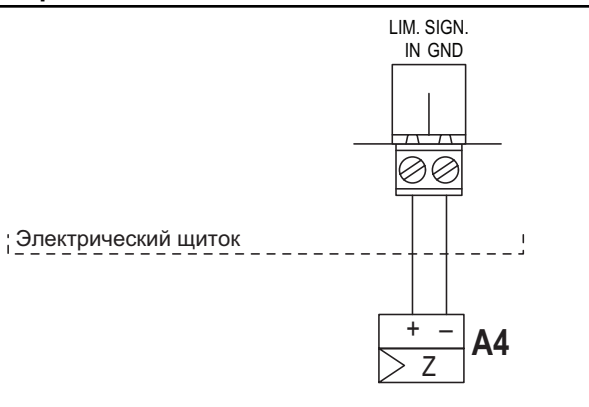 LIM. SIGN.
IN GND
Электрический щиток
+ –
A4
Z